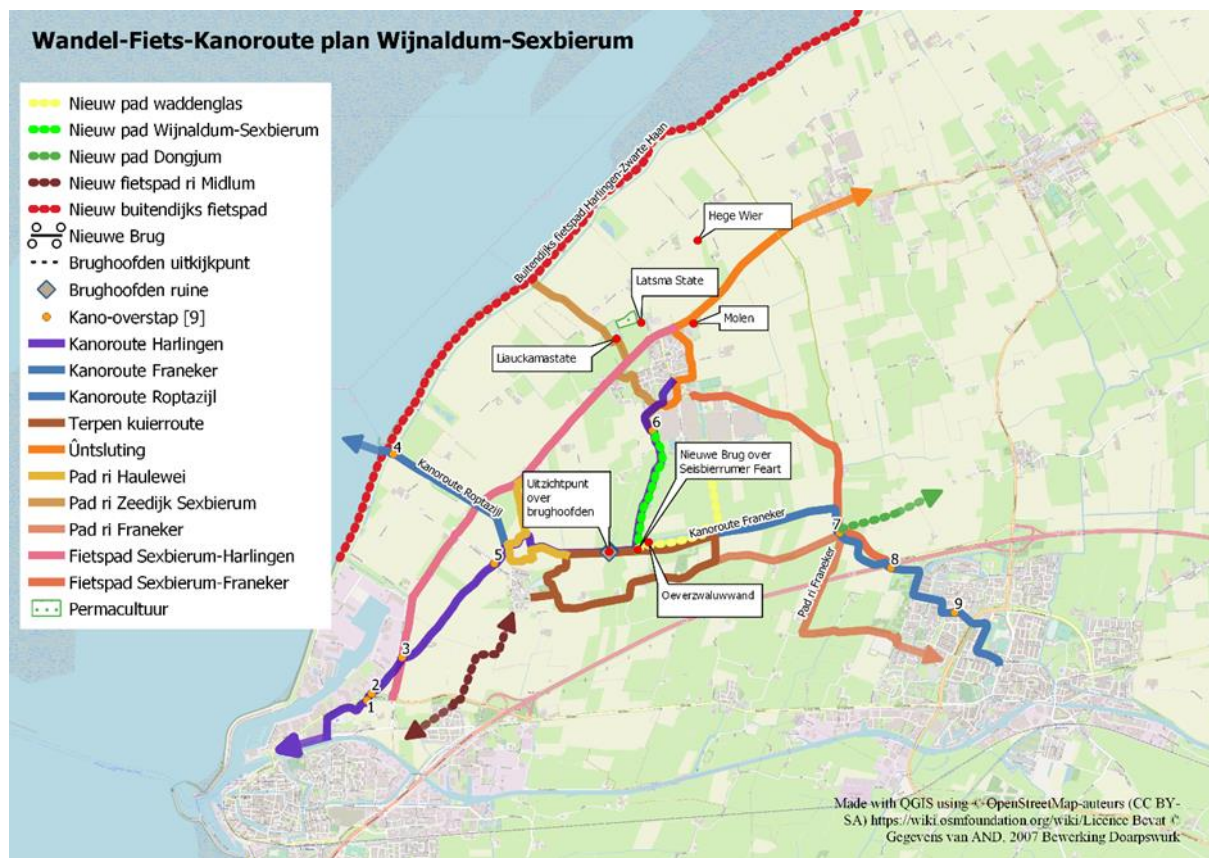 Wandel-Fiets-Kanoroute plan Wijnaldum-Sexbierum
Nieuw pad waddenglas
Nieuw pad Wijnaldum-Sexbierum
Nieuw pad Dongjum
Nieuw fietspad ri Midlum
Nieuw buitendijks fietspad
Nieuwe Brug
Brughoofden uitkijkpunt
Brughoofden ruine
Kano-overstap [9]
Kanoroute Harlingen
Kanoroute Franeker
Kanoroute Roptazijl
Terpen kuierroute
Ûntsluting
Pad ri Haulewei
Pad ri Zeedijk Sexbierum
Pad ri Franeker
Fietspad Sexbierum-Harlingen
Fietspad Sexbierum-Franeker
Permacultuur
Buitendijks fietspad Harlingen-Zwarte Haan
Hege Wier
Latsma State
Molen
Liauckamastate
6
4
Kanoroute Roptazijl
Uitzichtpunt
over
brughoofden
Nieuwe Brug over
Seisbierrumer Feart
Kanoroute Franeker
7
5
8
Oeverzwaluwwand
Pad ri Franeker
9
3
2
1
Made with QGIS using © OpenStreetMap-auteurs (CC BY-
SA) https://wiki.osmfoundation.org/wiki/Licence Bevat ©
Gegevens van AND. 2007 Bewerking Doarpswurk